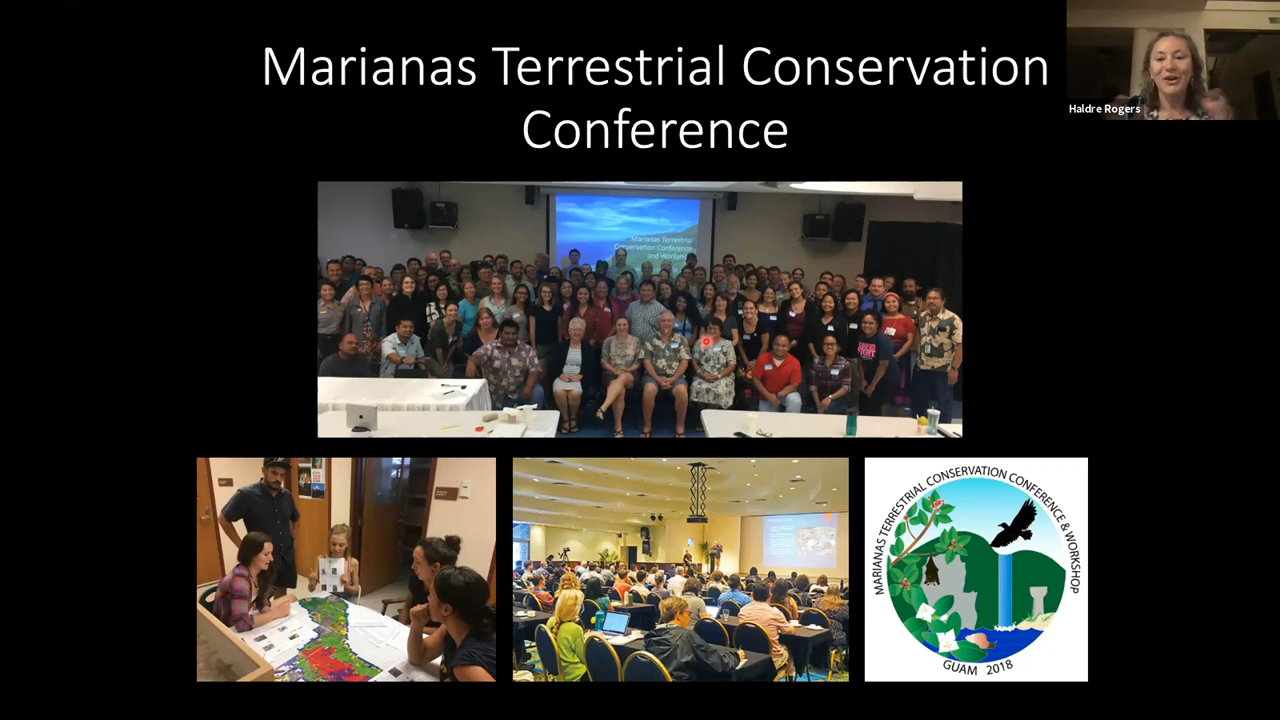 Marianas Terrestrial Conservation
Conference
Haldre Rogers
Marianas Terrestrial
Conservation Conference
and Workshop
MARIANAS TERRESTRIAL CONSERVATION CONFERENCE & WORKSHOP
GUAM 2018